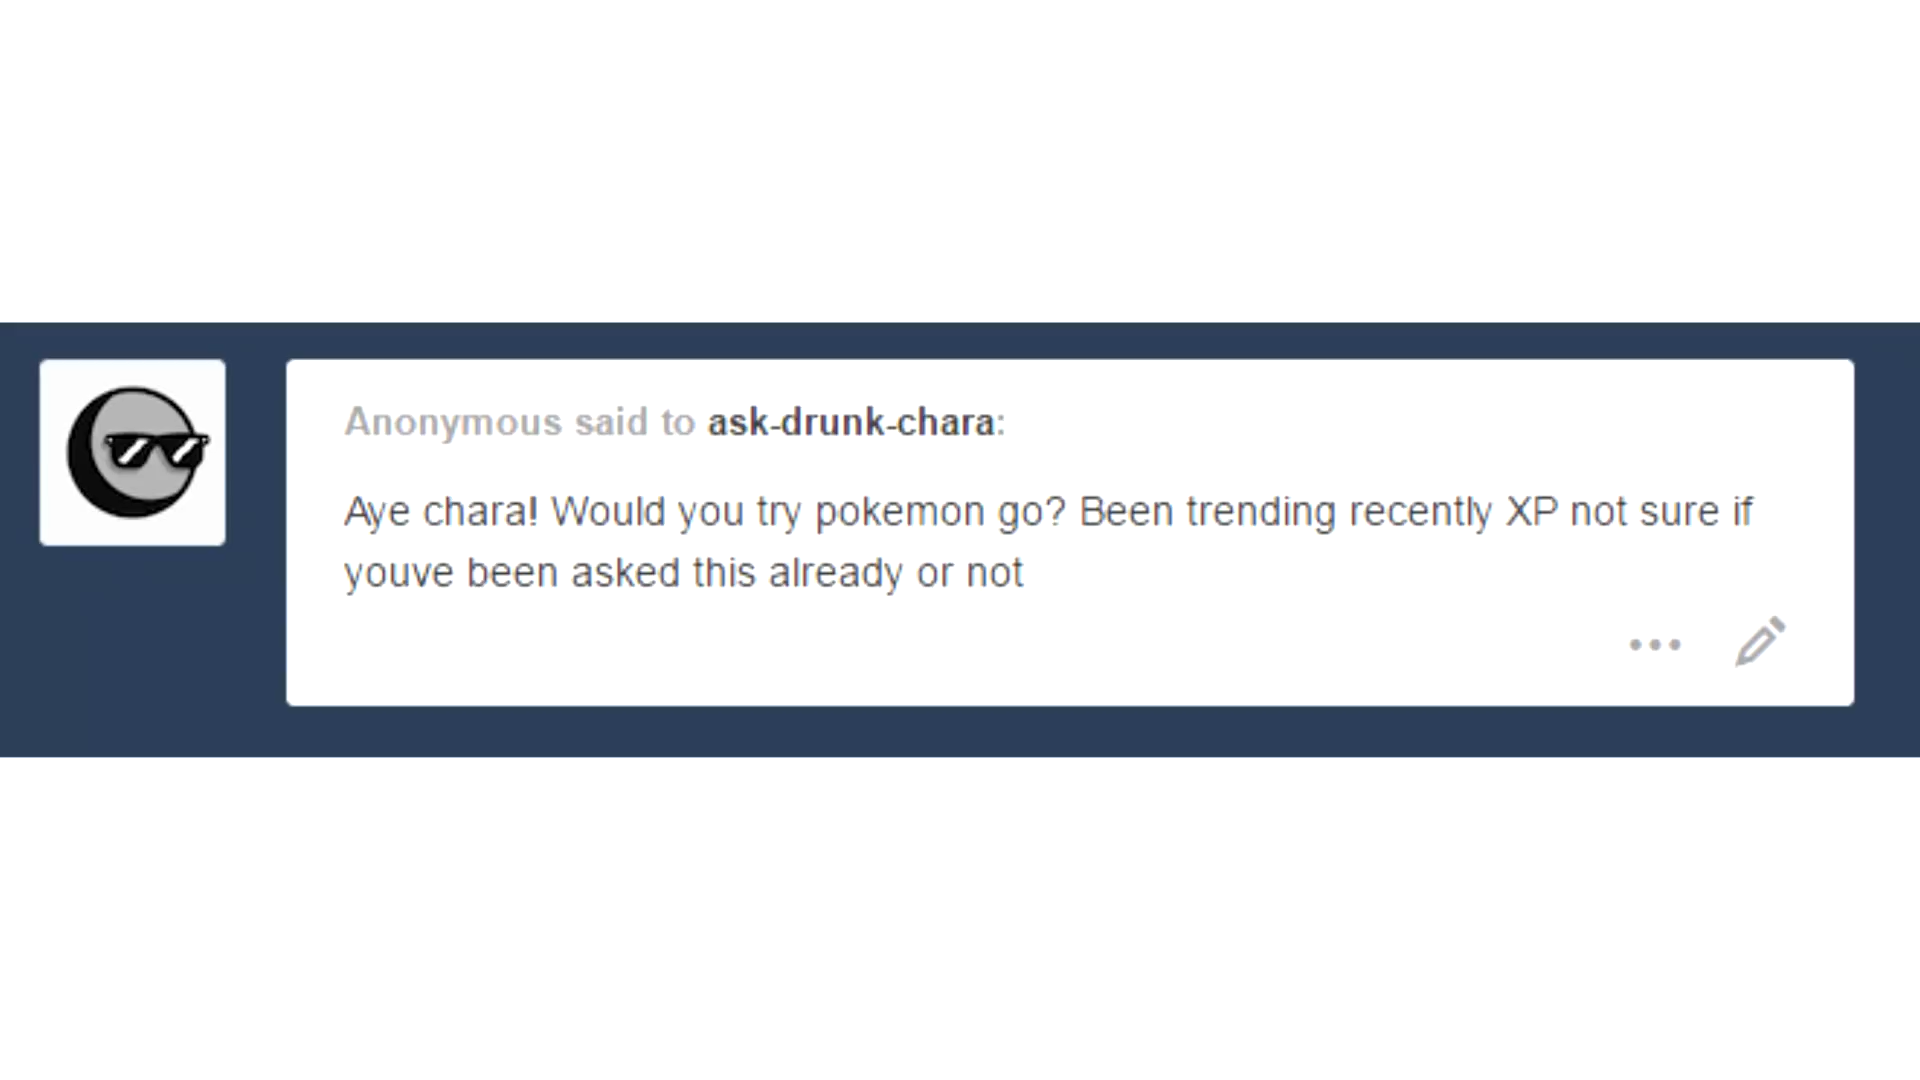 Anonymous said to ask-drunk-chara:
Aye chara! Would you try pokemon go? Been trending recently XP not sure if
youve been asked this already or not